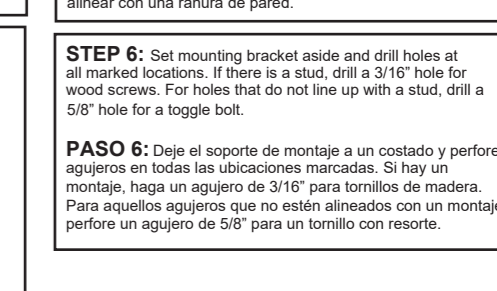 alinear con una ranura de pared.
STEP 6: Set mounting bracket aside and drill holes at
all marked locations. If there is a stud, drill a 3/16” hole for
wood screws. For holes that do not line up with a stud, drill a
5/8” hole for a toggle bolt.
PASO 6: Deje el soporte de montaje a un costado y perfore
agujeros en todas las ubicaciones marcadas. Si hay un
montaje, haga un agujero de 3/16” para tornillos de madera.
Para aquellos agujeros que no estén alineados con un montaje
perfore un agujero de 5/8” para un tornillo con resorte.